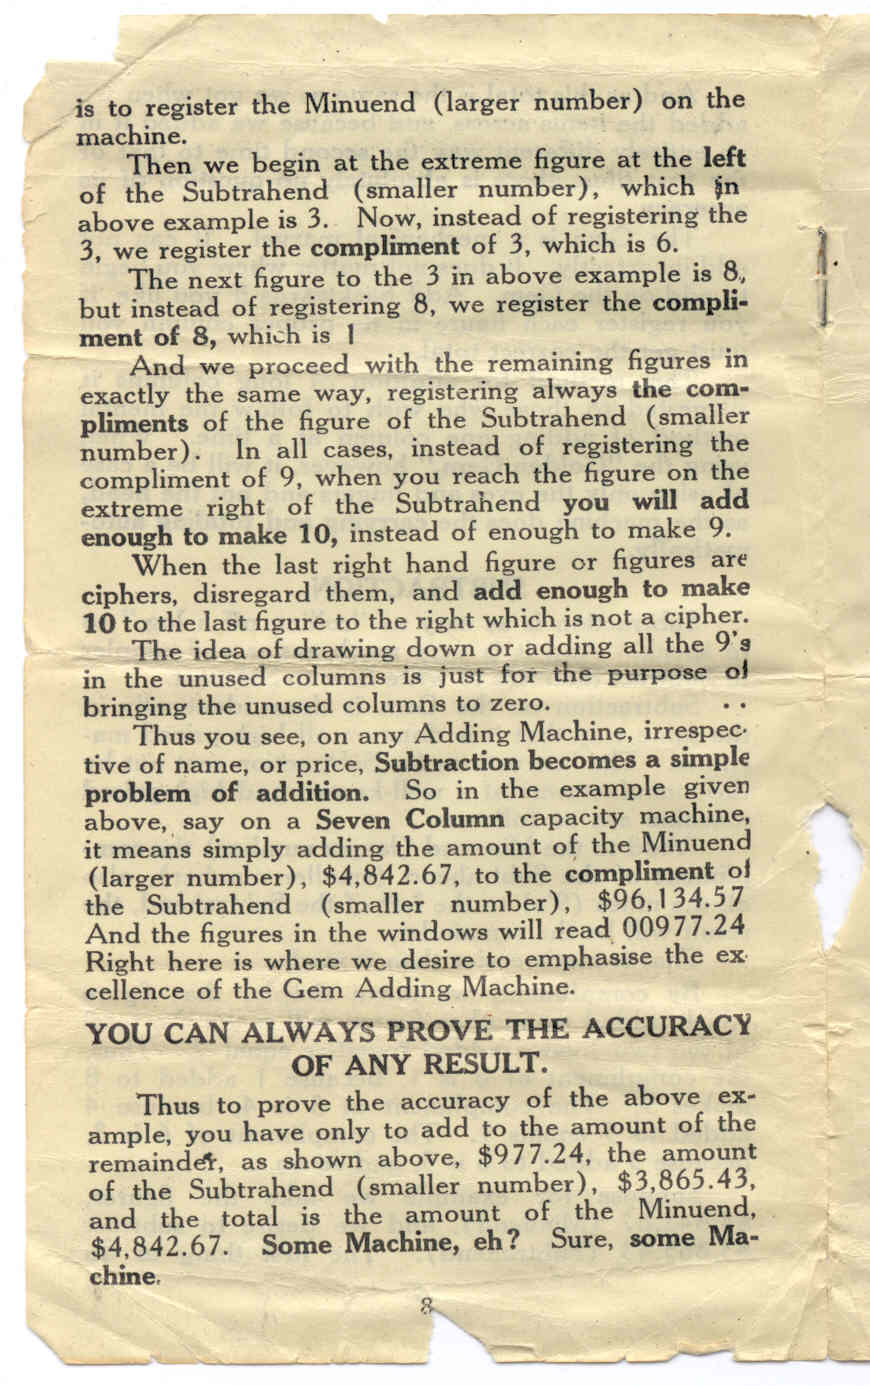 is to register the Minuend (larger number) on the
machine.
Then we begin at the extreme figure at the left
of the Subtrahend (smaller number), which in
above example is 3. Now, instead of registering the
3, we register the compliment of 3, which is 6.
The next figure to the 3 in above example is 8,
but instead of registering 8, we register the compli-
ment of 8, which is 1
And we proceed with the remaining figures in
exactly the same way, registering always the com-
pliments of the figure of the Subtrahend (smaller
number). In all cases, instead of registering the
compliment of 9, when you reach the figure on the
extreme right of the Subtrahend you will add
enough to make 10, instead of enough to make 9.
When the last right hand figure or figures are
ciphers, disregard them, and add enough to make
10 to the last figure to the right which is not a cipher.
The idea of drawing down or adding all the 9's
in the unused columns is just for the purpose of
bringing the unused columns to zero. . .
Thus you see, on any Adding Machine, irrespec-
tive of name, or price, Subtraction becomes a simple
problem of addition. So in the example given
above, say on a Seven Column capacity machine,
it means simply adding the amount of the Minuend
(larger number), $4,842.67, to the compliment of
the Subtrahend (smaller number), $96,134.57
And the figures in the windows will read 00977.24
Right here is where we desire to emphasise the ex-
cellence of the Gem Adding Machine.
YOU CAN ALWAYS PROVE THE ACCURACY
OF ANY RESULT.
Thus to prove the accuracy of the above ex-
ample, you have only to add to the amount of the
remainder, as shown above, $977.24, the amount
of the Subtrahend (smaller number), $3,865.43,
and the total is the amount of the Minuend,
$4,842.67. Some Machine, eh? Sure, some Ma-
chine.
8